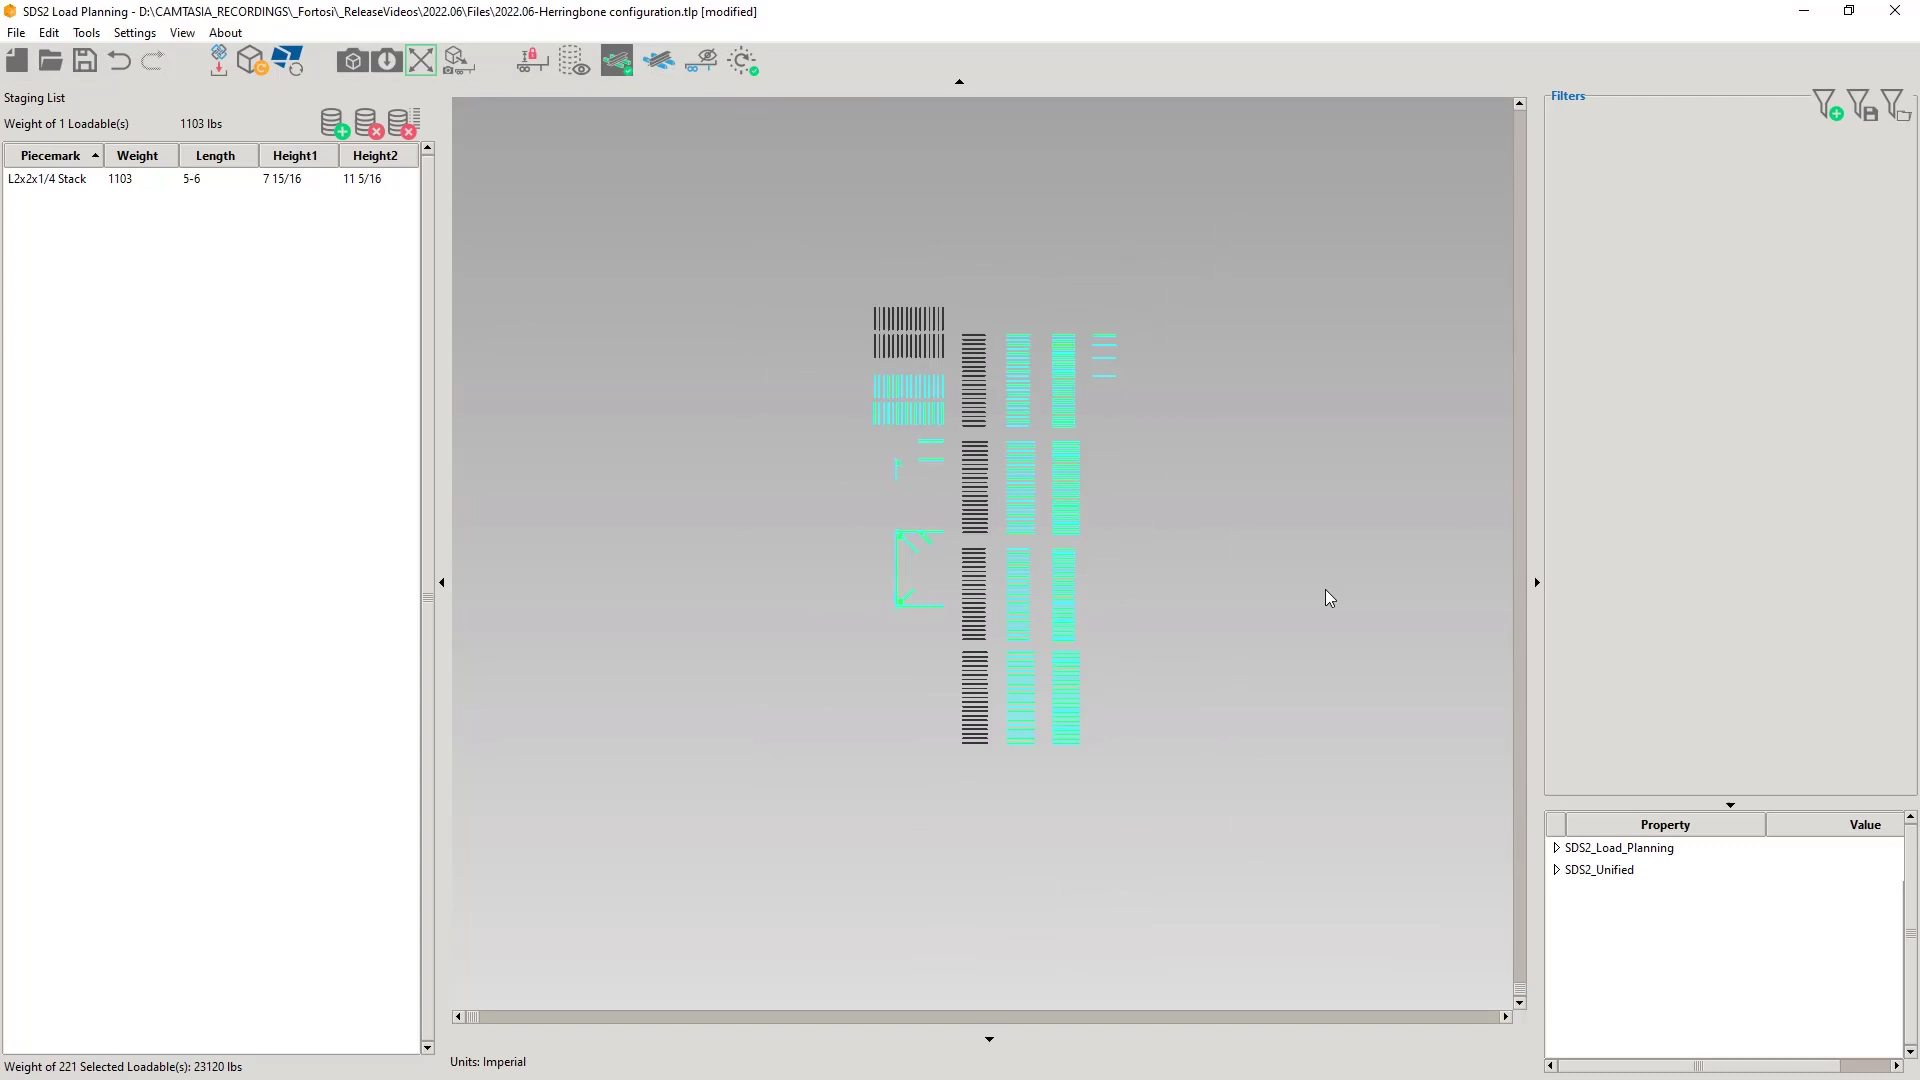 SDS2 Load Planning - D:\CAMTASIA_RECORDINGS\_Fortosi\_ReleaseVideos\2022.06\Files\2022.06-Herringbone configuration.tlp [modified]
File Edit Tools Settings View About
Staging List
Weight of 1 Loadable(s) 1103 lbs
Piecemark Weight Length Height1 Height2
L2x2x1/4 Stack 1103 5-6 7 15/16 11 5/16
Filters
Property Value
SDS2_Load_Planning
SDS2_Unified
Weight of 221 Selected Loadable(s): 23120 lbs
Units: Imperial